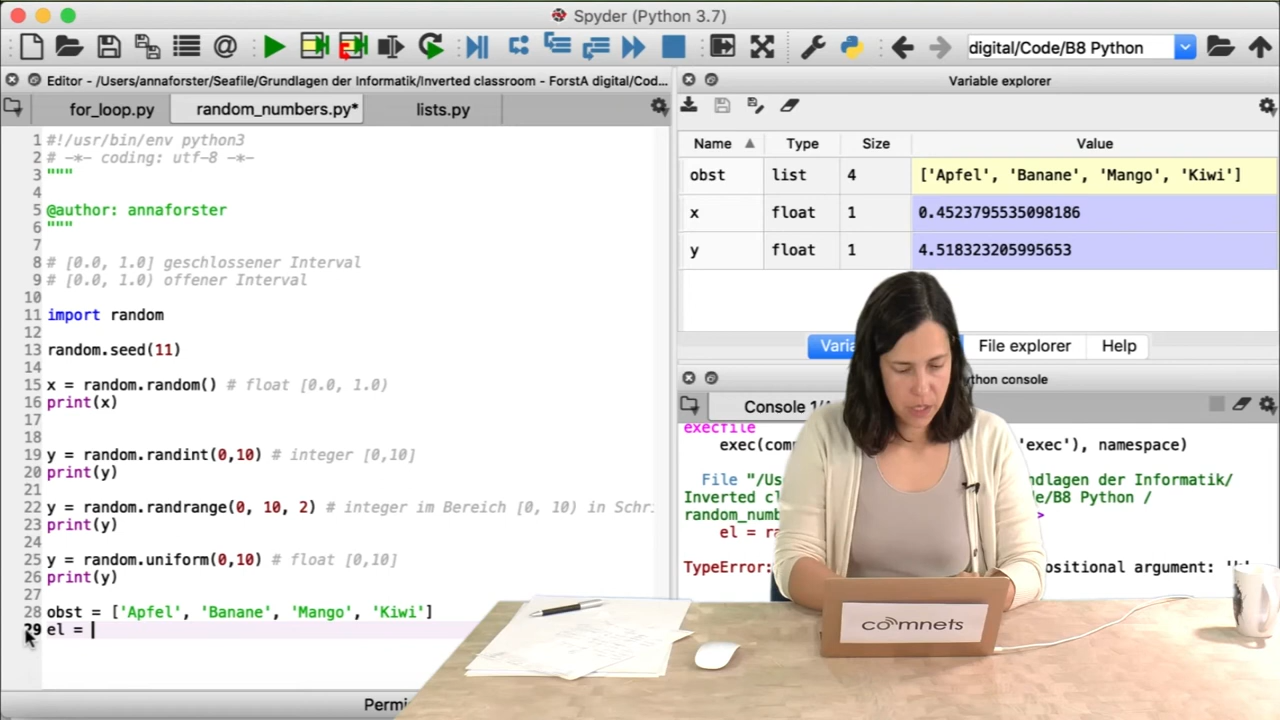 Spyder (Python 3.7)
digital/Code/B8 Python
Editor - /Users/annaforster/Seafile/Grundlagen der Informatik/Inverted classroom - ForstA digital/Cod...
for_loop.py
random_numbers.py*
lists.py
1 #!/usr/bin/env python3
2 # -*- coding: utf-8 -*-
3 """
4
5 @author: annaforster
6 """
7
8 # [0.0, 1.0] geschlossener Interval
9 # [0.0, 1.0) offener Interval
10
11 import random
12
13 random.seed(11)
14
15 x = random.random() # float [0.0, 1.0)
16 print(x)
17
18
19 y = random.randint(0,10) # integer [0,10]
20 print(y)
21
22 y = random.randrange(0, 10, 2) # integer im Bereich [0, 10) in Schri
23 print(y)
24
25 y = random.uniform(0,10) # float [0,10]
26 print(y)
27
28 obst = ['Apfel', 'Banane', 'Mango', 'Kiwi']
29 el =
Permi
Variable explorer
Name Type Size Value
obst list 4 ['Apfel', 'Banane', 'Mango', 'Kiwi']
x float 1 0.4523795535098186
y float 1 4.518323205995653
Varia
File explorer
Help
ython console
Console 1/
execfile
exec(com 'exec'), namespace)
File "/Us ndlagen der Informatik/
Inverted cl de/B8 Python /
random_numb >
el = ra
TypeError: ositional argument: 'k'
comnets